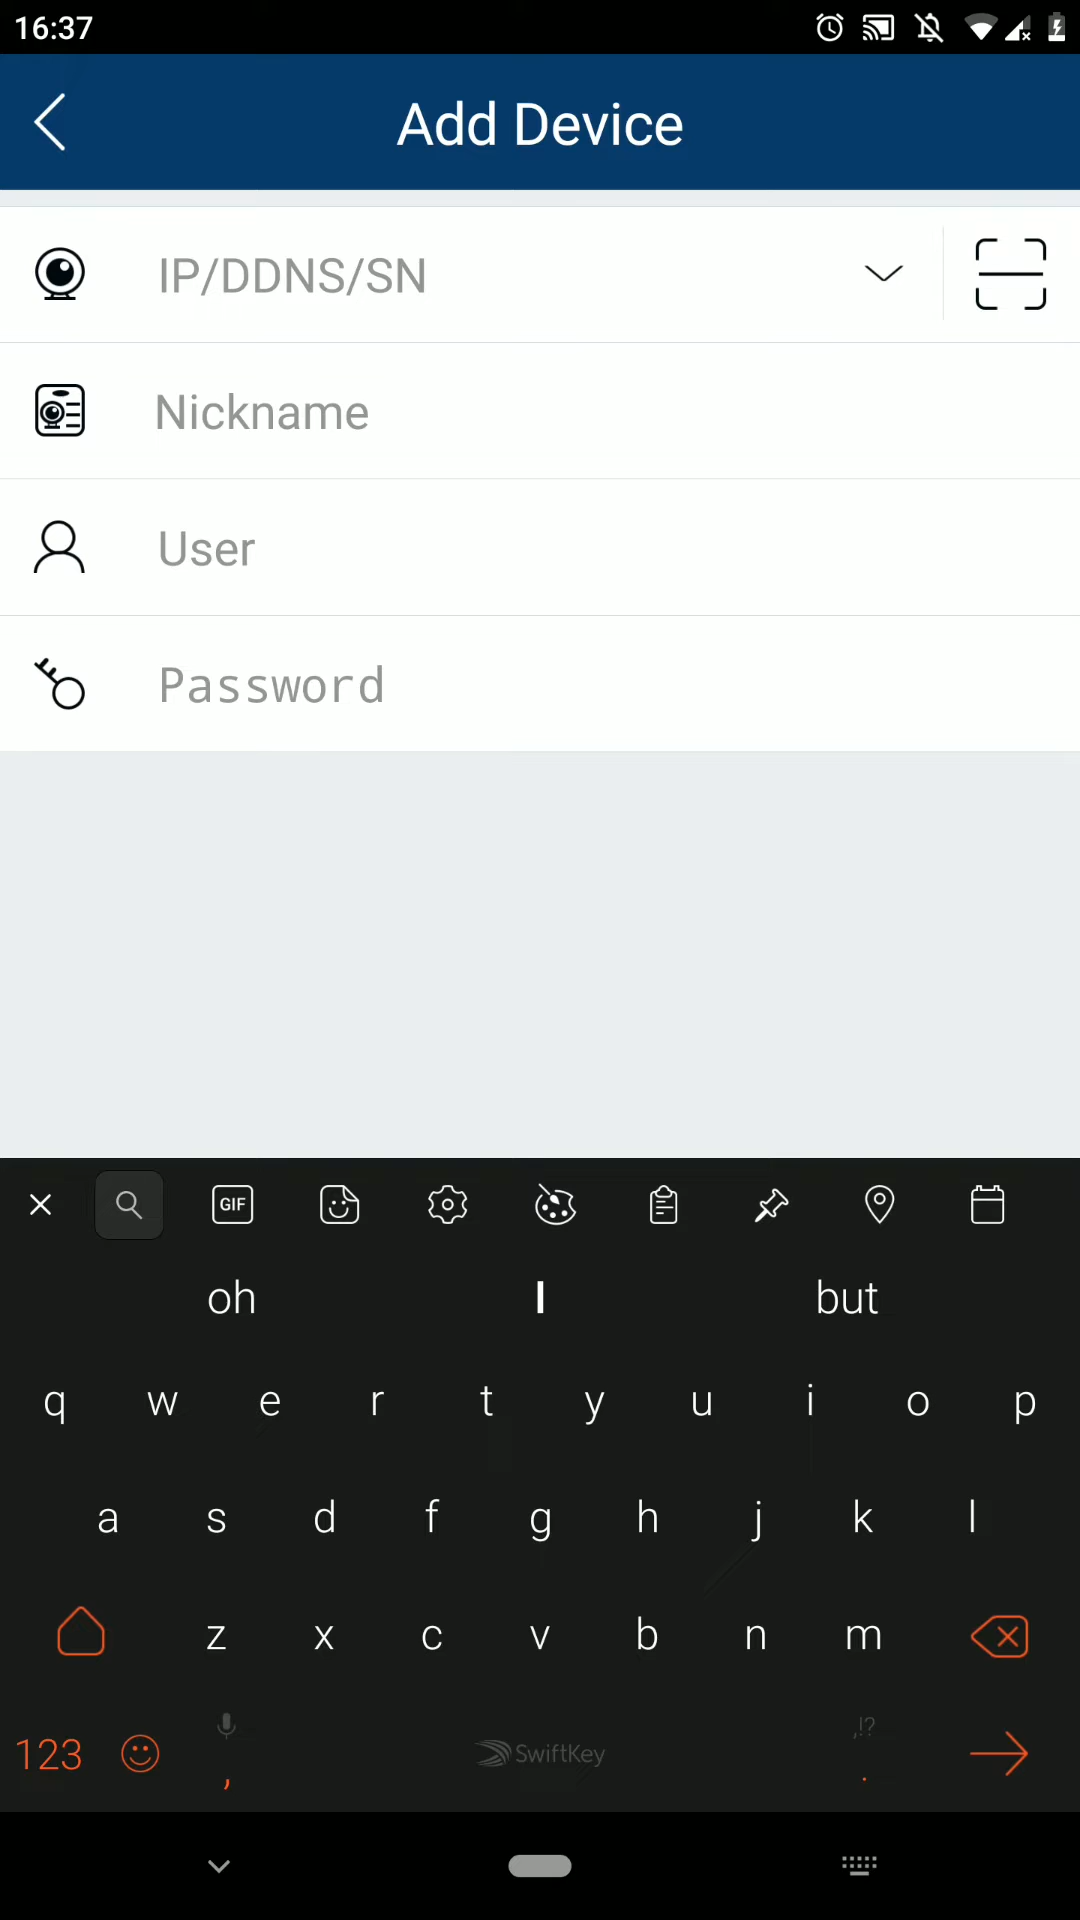 16:37
Add Device
IP/DDNS/SN
Nickname
User
Password
GIF
oh I but
q w e r t y u i o p
a s d f g h j k l
z x c v b n m
,!?
123 , SwiftKey .